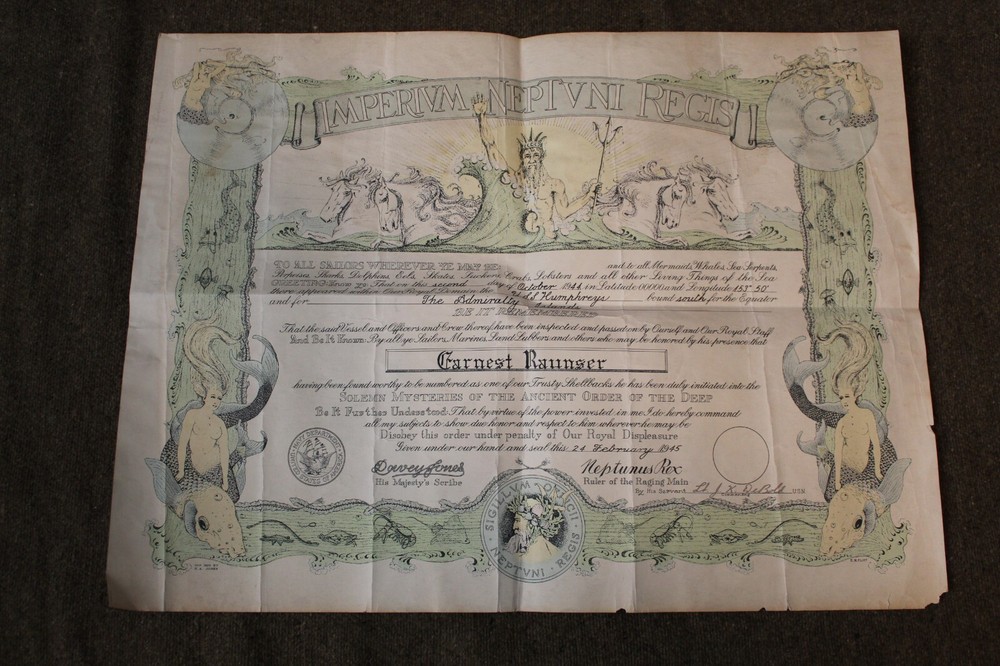 IMPERIVM NEPTVNI REGIS
TO ALL SAILORS WHEREVER YE MAY BE: and to all Mermaids, Whales, Sea Serpents,
Porpoises, Sharks, Dolphins, Eels, Skates, Suckers, Crabs, Lobsters and all other Living Things of the Sea
GREETING: Know ye That on this second day of October 1944 in Latitude 00000 and Longitude 153° 50'
there appeared within Our Royal Domain the Humphreys bound south for the Equator
and for The Admiralty Islands
BE IT REMEMBERED
That the said Vessel and Officers and Crew thereof have been inspected and passed on by Ourself and Our Royal Staff
And Be It Known: By all ye Sailors, Marines, Land Lubbers and others who may be honored by his presence that
Earnest Raunser
having been found worthy to be numbered as one of our Trusty Shellbacks he has been duly initiated into the
SOLEMN MYSTERIES OF THE ANCIENT ORDER OF THE DEEP
Be It Further Understood: That by virtue of the power invested in me I do hereby command
all my subjects to show due honor and respect to him wherever he may be
Disobey this order under penalty of Our Royal Displeasure
Given under our hand and seal this 21 February 1945
Davey Jones
His Majesty's Scribe
Neptunus Rex
Ruler of the Raging Main
By His Servant USN
SIGILLVM OFFICII
NEPTVNI REGIS